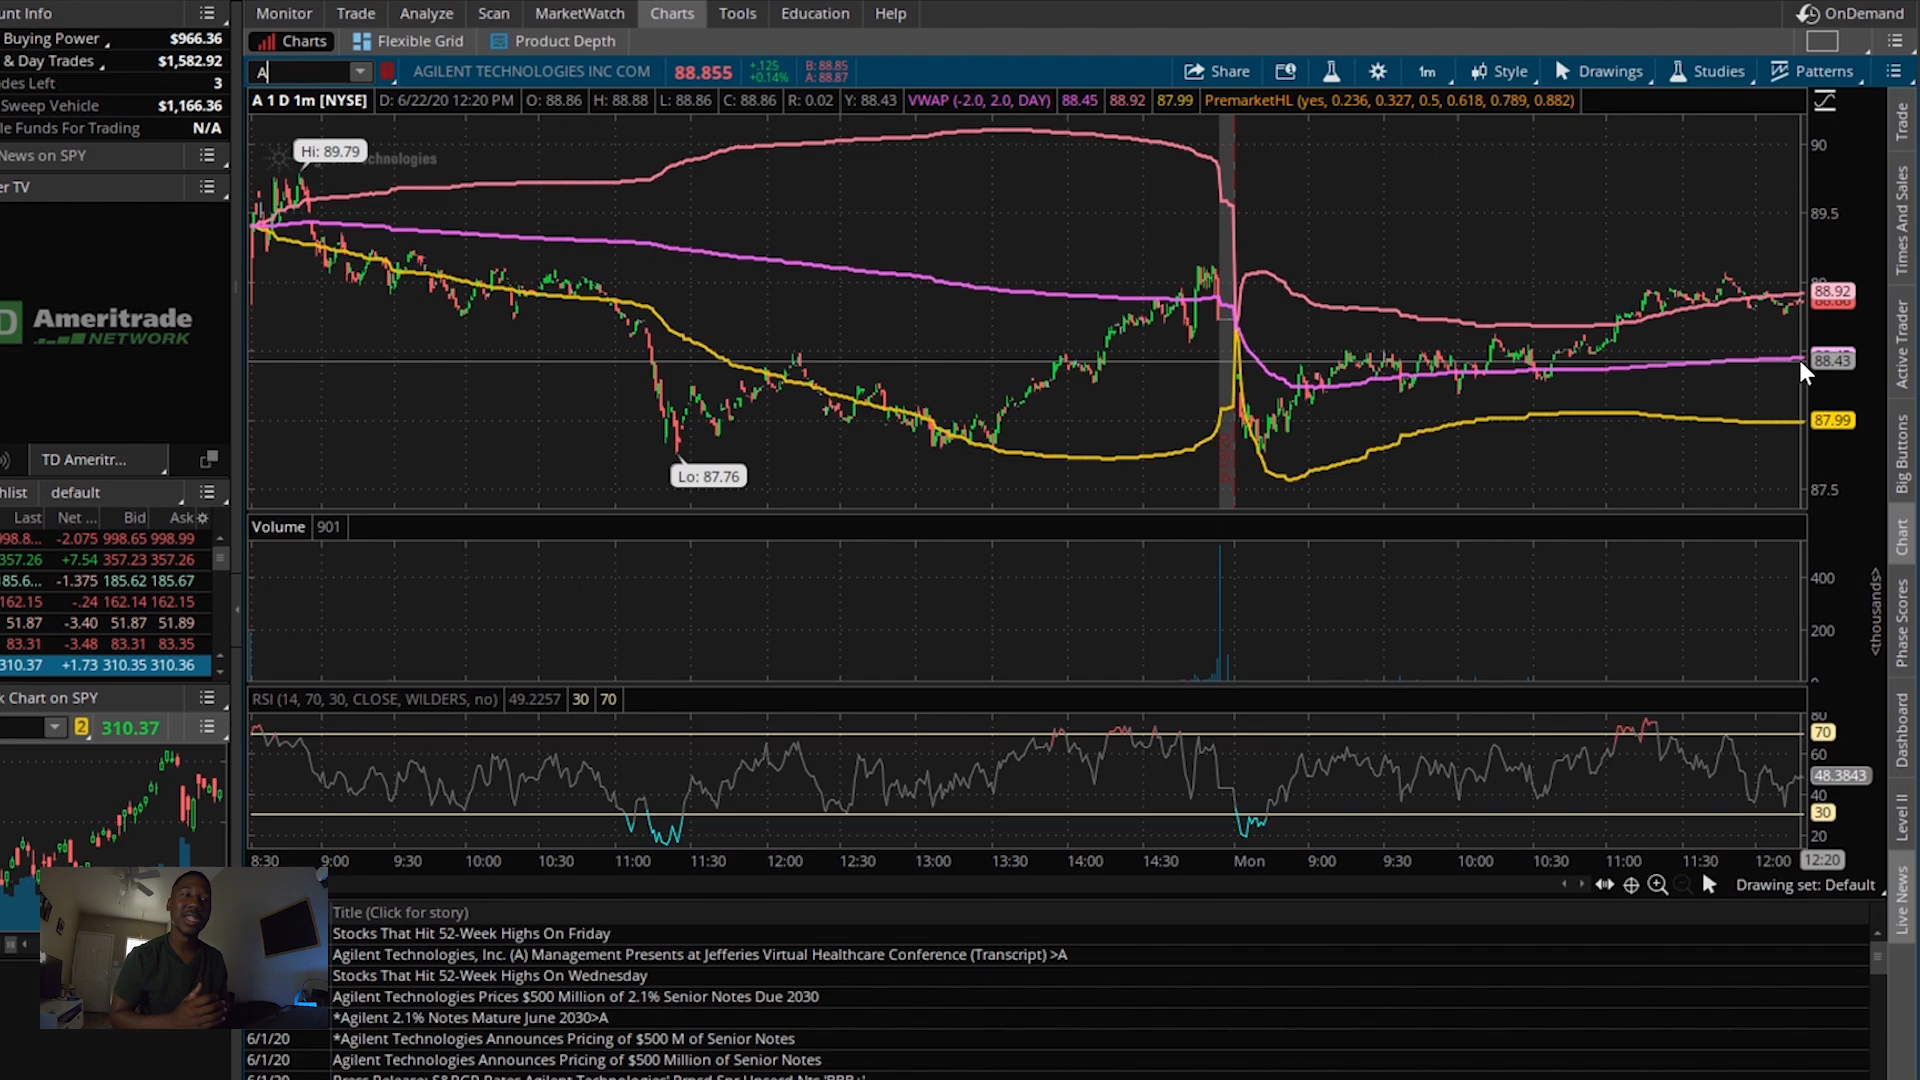 unt Info
Buying Power $966.36
& Day Trades $1,582.92
des Left 3
Sweep Vehicle $1,166.36
le Funds For Trading N/A
News on SPY
er TV
D Ameritrade
NETWORK
TD Ameritr...
hlist default
Last Net ... Bid Ask
998.8... -2.075 998.65 998.99
357.26 +7.54 357.23 357.26
185.6... -1.375 185.62 185.67
162.15 -.24 162.14 162.15
51.87 -3.40 51.87 51.89
83.31 -3.48 83.31 83.35
310.37 +1.73 310.35 310.36
k Chart on SPY
2 310.37
Monitor Trade Analyze Scan MarketWatch Charts Tools Education Help OnDemand
Charts Flexible Grid Product Depth
A AGILENT TECHNOLOGIES INC COM 88.855 +.125 +0.14% B: 88.85 A: 88.87 Share 1m Style Drawings Studies Patterns
A 1 D 1m [NYSE] D: 6/22/20 12:20 PM O: 88.86 H: 88.88 L: 88.86 C: 88.86 R: 0.02 Y: 88.43 VWAP (-2.0, 2.0, DAY) 88.45 88.92 87.99 PremarketHL (yes, 0.236, 0.327, 0.5, 0.618, 0.789, 0.882)
Hi: 89.79
Technologies
Lo: 87.76
90
89.5
88.92
88.43
87.99
87.5
Volume 901
400
200
<thousands>
RSI (14, 70, 30, CLOSE, WILDERS, no) 49.2257 30 70
80
70
60
48.3843
40
30
20
8:30 9:00 9:30 10:00 10:30 11:00 11:30 12:00 12:30 13:00 13:30 14:00 14:30 Mon 9:00 9:30 10:00 10:30 11:00 11:30 12:00 12:20
Drawing set: Default
Title (Click for story)
Stocks That Hit 52-Week Highs On Friday
Agilent Technologies, Inc. (A) Management Presents at Jefferies Virtual Healthcare Conference (Transcript) >A
Stocks That Hit 52-Week Highs On Wednesday
Agilent Technologies Prices $500 Million of 2.1% Senior Notes Due 2030
*Agilent 2.1% Notes Mature June 2030>A
6/1/20 *Agilent Technologies Announces Pricing of $500 M of Senior Notes
6/1/20 Agilent Technologies Announces Pricing of $500 Million of Senior Notes
Trade
Times And Sales
Active Trader
Big Buttons
Chart
Phase Scores
Dashboard
Level II
Live News